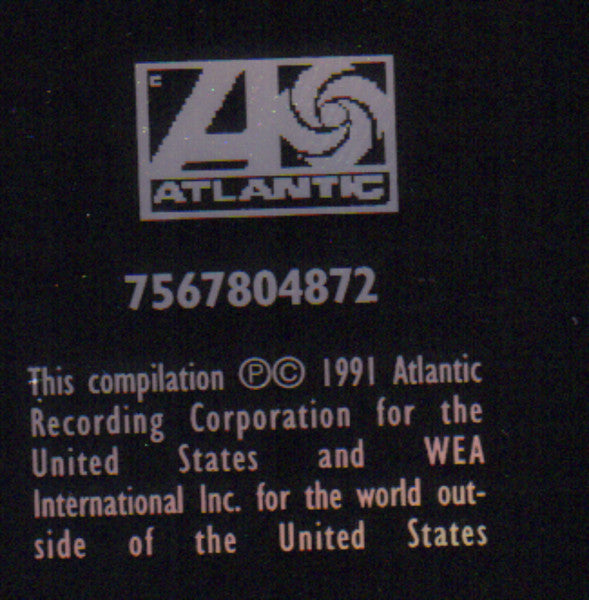 C
ATLANTIC
7567804872
This compilation ℗© 1991 Atlantic
Recording Corporation for the
United States and WEA
International Inc. for the world out-
side of the United States